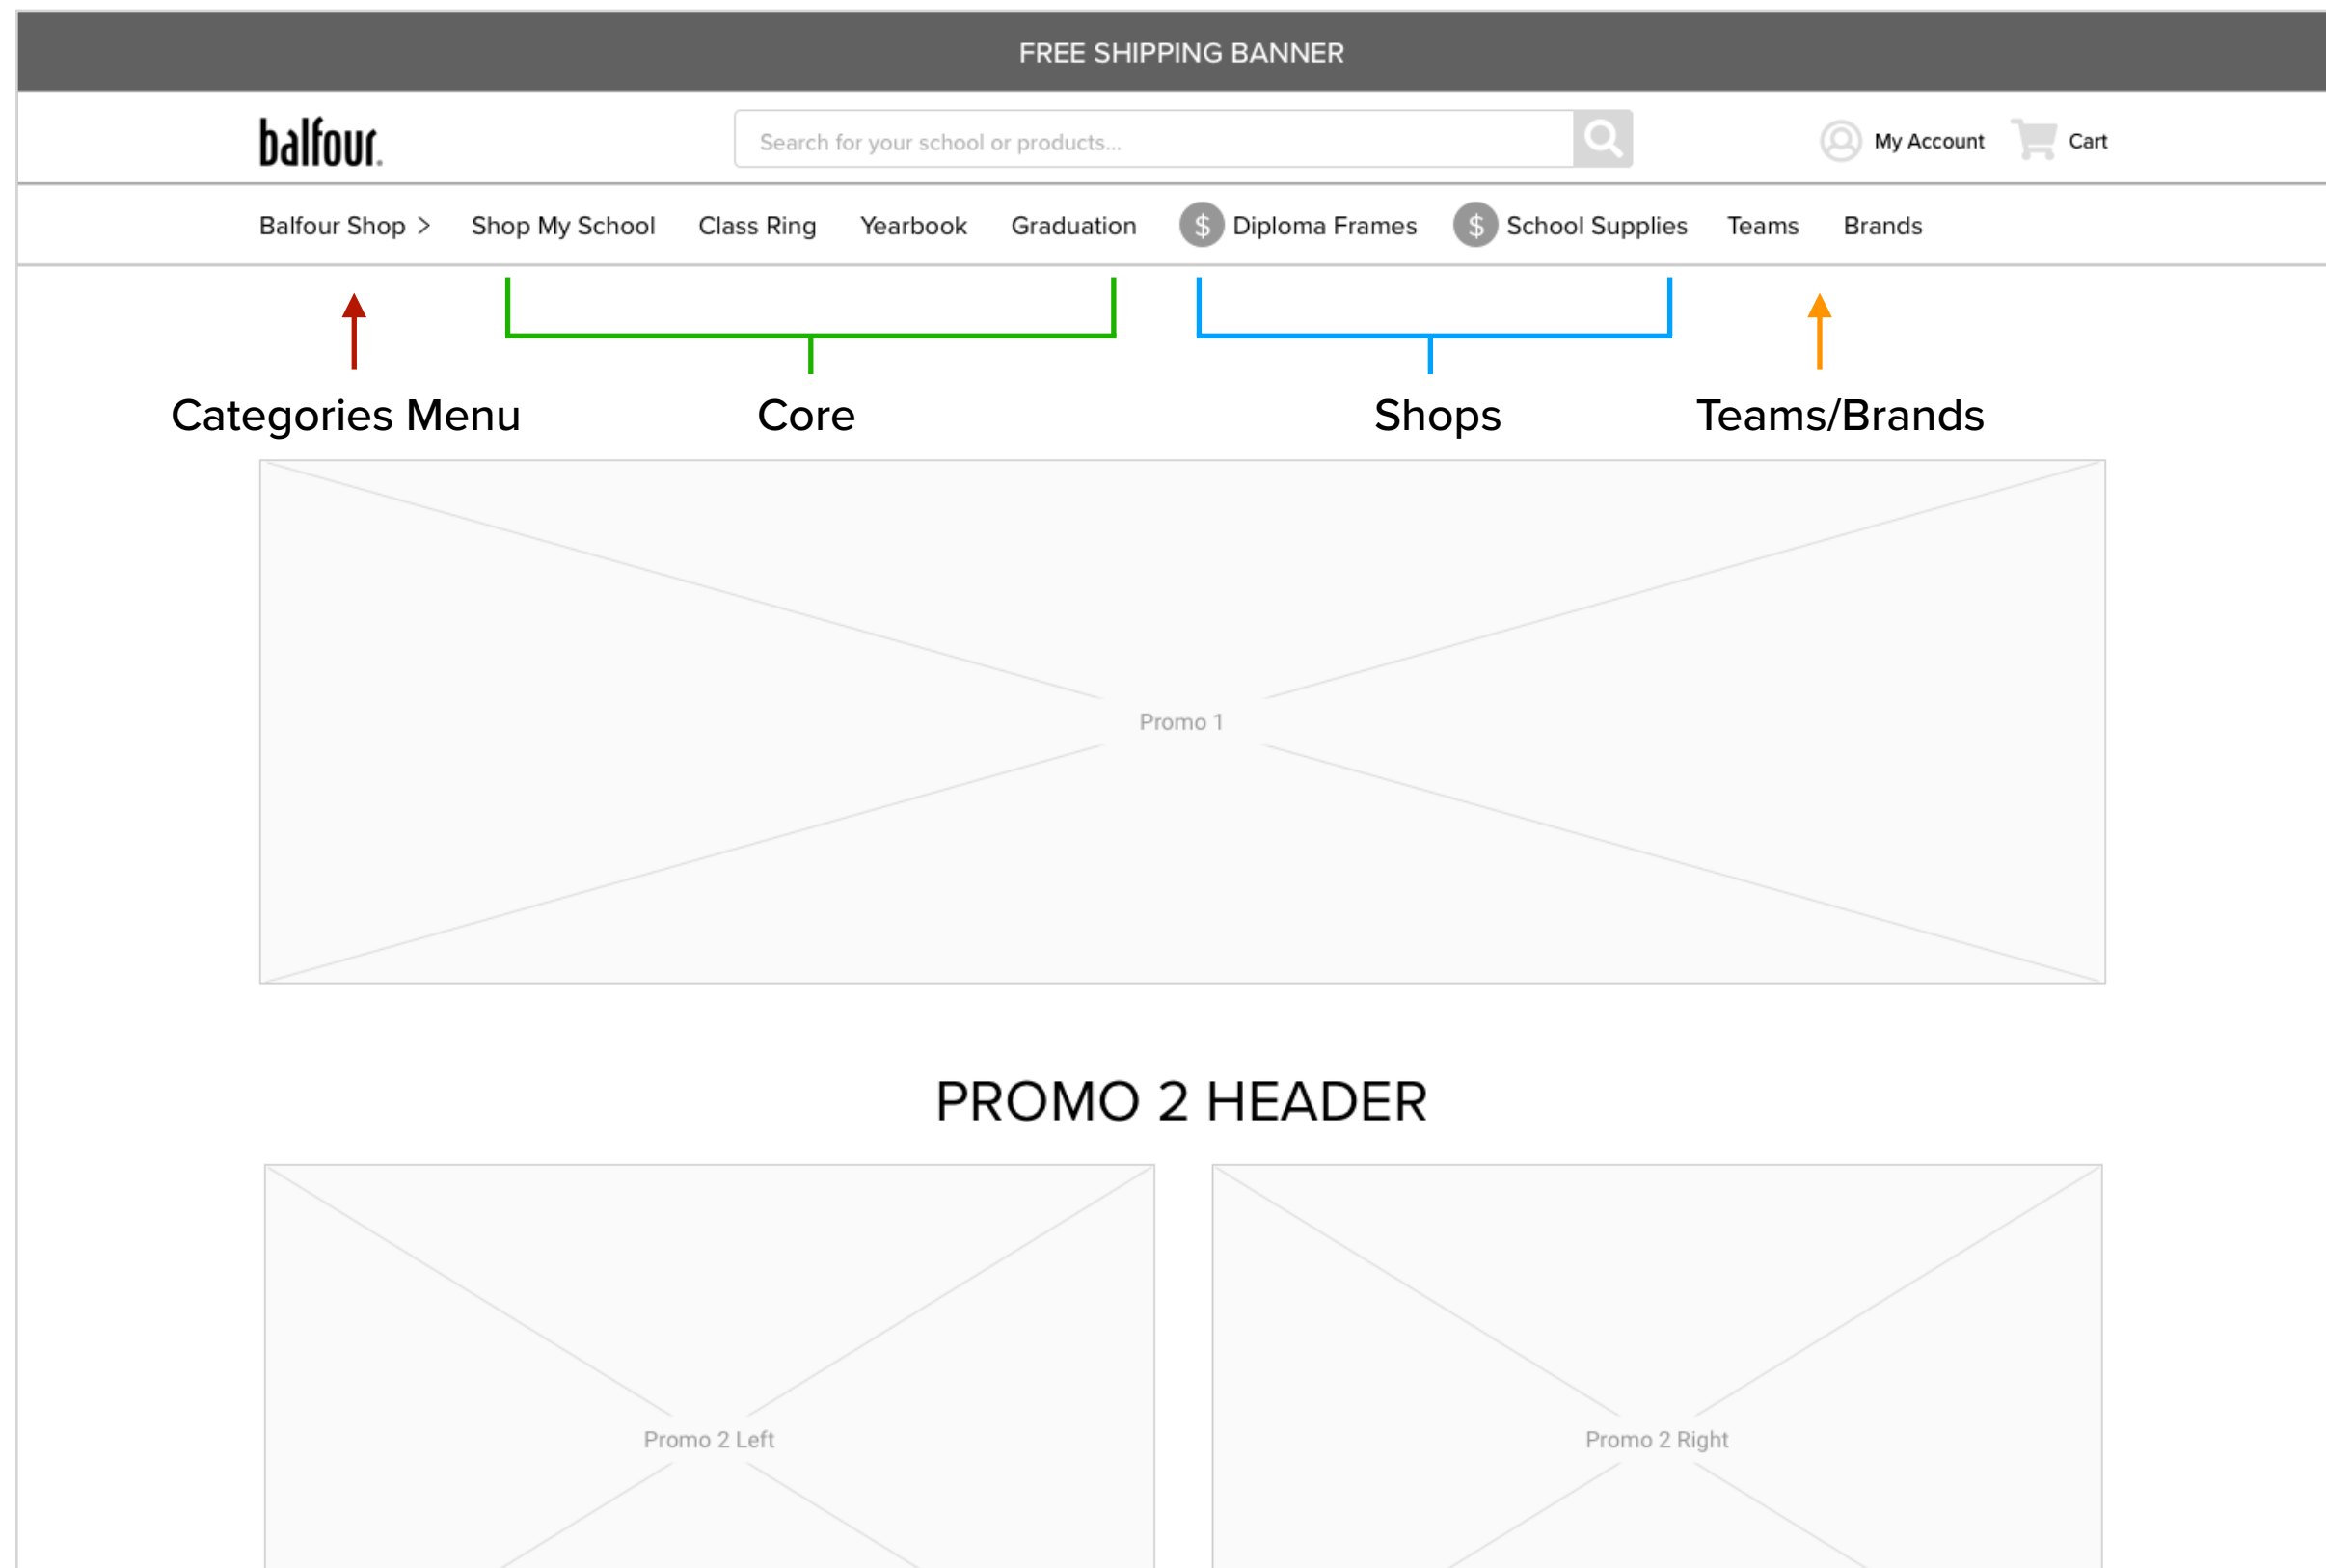 FREE SHIPPING BANNER
balfour.
Search for your school or products...
My Account
Cart
Balfour Shop > Shop My School Class Ring Yearbook Graduation $ Diploma Frames $ School Supplies Teams Brands
Categories Menu Core Shops Teams/Brands
Promo 1
PROMO 2 HEADER
Promo 2 Left
Promo 2 Right